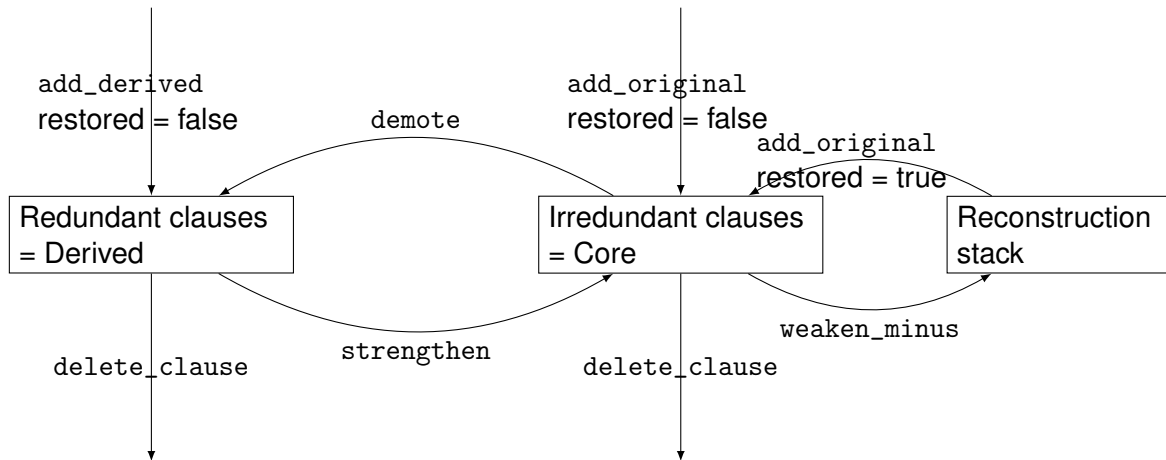 add_derived
restored = false
demote
add_original
restored = false
add_original
restored = true
Redundant clauses
= Derived
Irredundant clauses
= Core
Reconstruction
stack
strengthen
weaken_minus
delete_clause
delete_clause